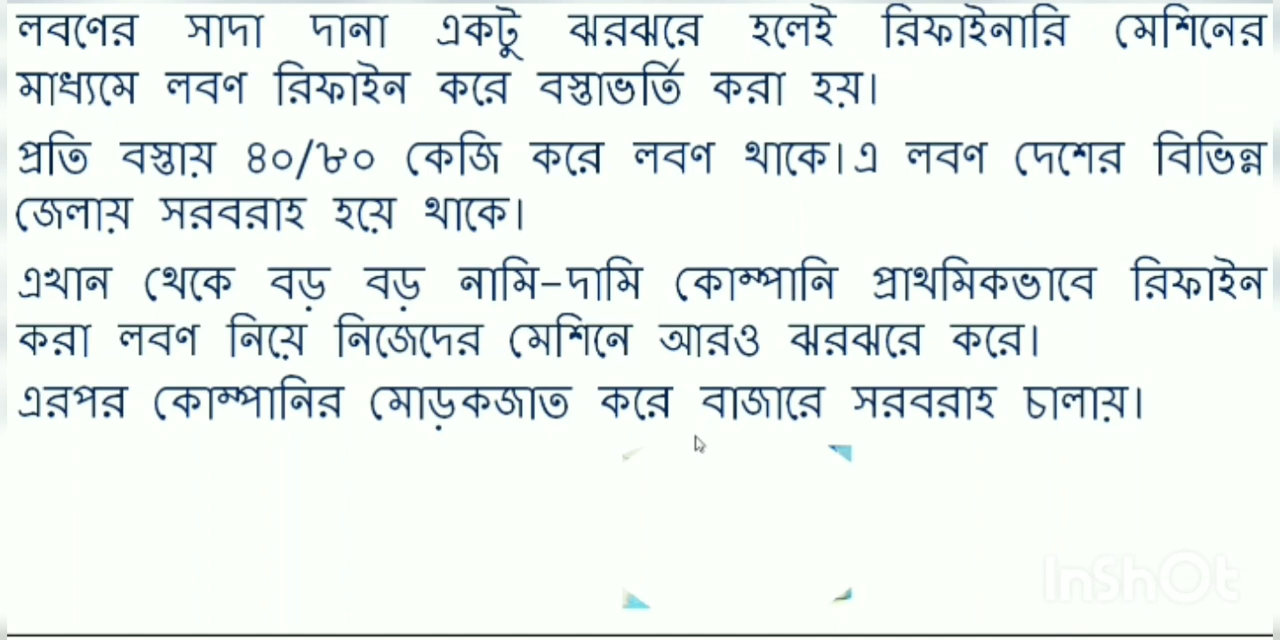 লবণের সাদা দানা একটু ঝরঝরে হলেই রিফাইনারি মেশিনের
মাধ্যমে লবণ রিফাইন করে বস্তাভর্তি করা হয়।
প্রতি বস্তায় ৪০/৮০ কেজি করে লবণ থাকে।এ লবণ দেশের বিভিন্ন
জেলায় সরবরাহ হয়ে থাকে।
এখান থেকে বড় বড় নামি-দামি কোম্পানি প্রাথমিকভাবে রিফাইন
করা লবণ নিয়ে নিজেদের মেশিনে আরও ঝরঝরে করে।
এরপর কোম্পানির মোড়কজাত করে বাজারে সরবরাহ চালায়।
InShOt